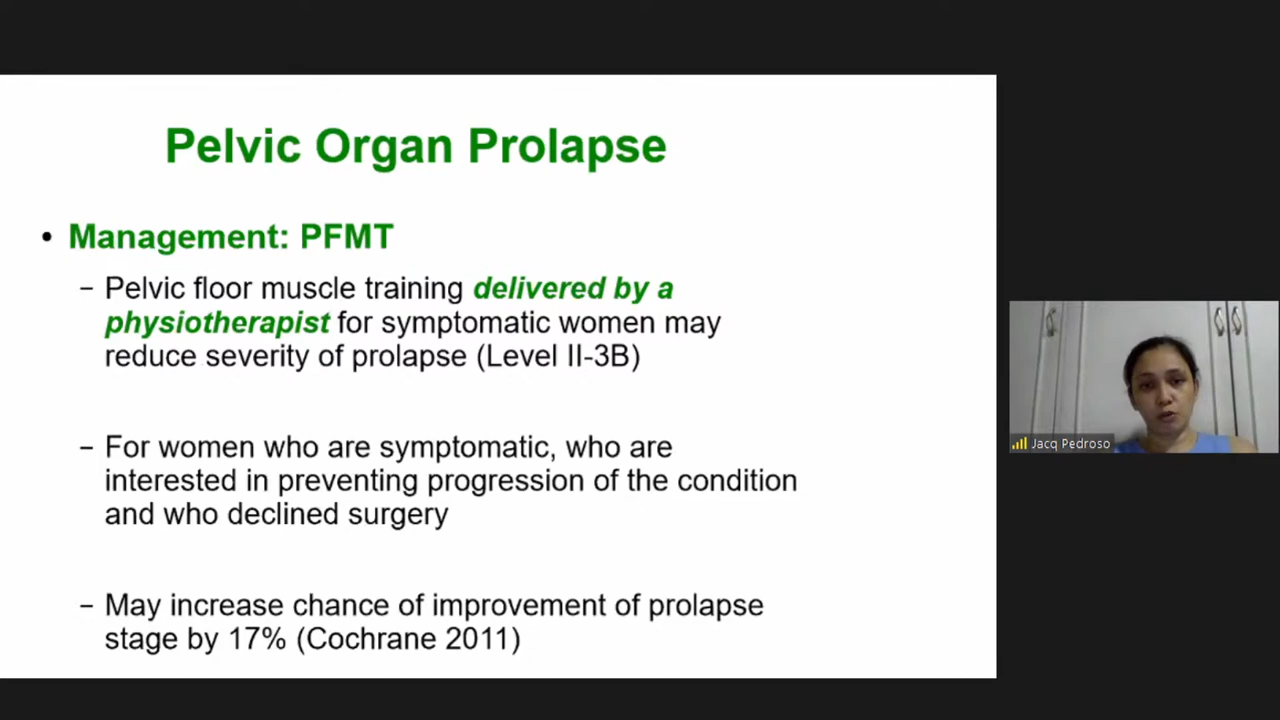 Pelvic Organ Prolapse
• Management: PFMT
– Pelvic floor muscle training delivered by a
physiotherapist for symptomatic women may
reduce severity of prolapse (Level II-3B)
– For women who are symptomatic, who are
interested in preventing progression of the condition
and who declined surgery
– May increase chance of improvement of prolapse
stage by 17% (Cochrane 2011)
Jacq Pedroso